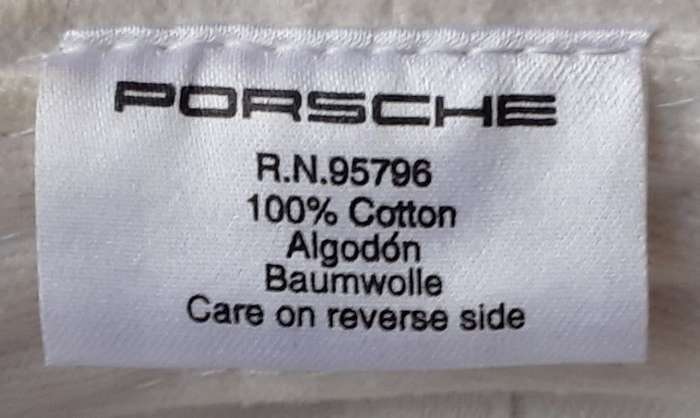 PORSCHE
R.N.95796
100% Cotton
Algodón
Baumwolle
Care on reverse side